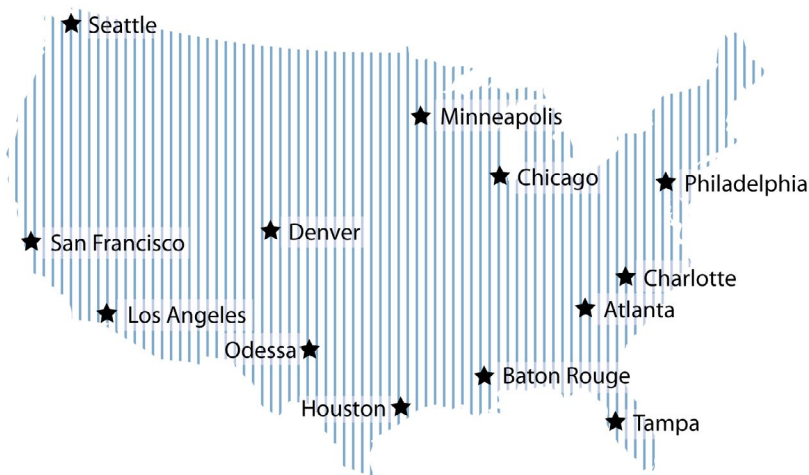 Seattle
Minneapolis
Chicago
Philadelphia
Denver
San Francisco
Charlotte
Atlanta
Los Angeles
Odessa
Baton Rouge
Houston
Tampa